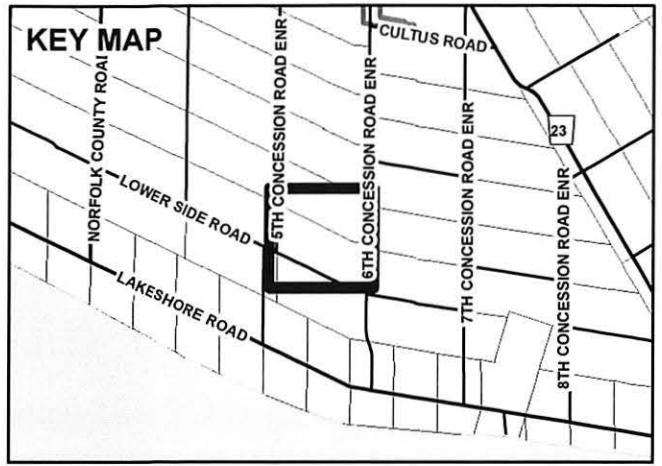 KEY MAP
CULTUS ROAD
NORFOLK COUNTY ROAD
5TH CONCESSION ROAD ENR
6TH CONCESSION ROAD ENR
7TH CONCESSION ROAD ENR
8TH CONCESSION ROAD ENR
23
LOWER SIDE ROAD
LAKESHORE ROAD